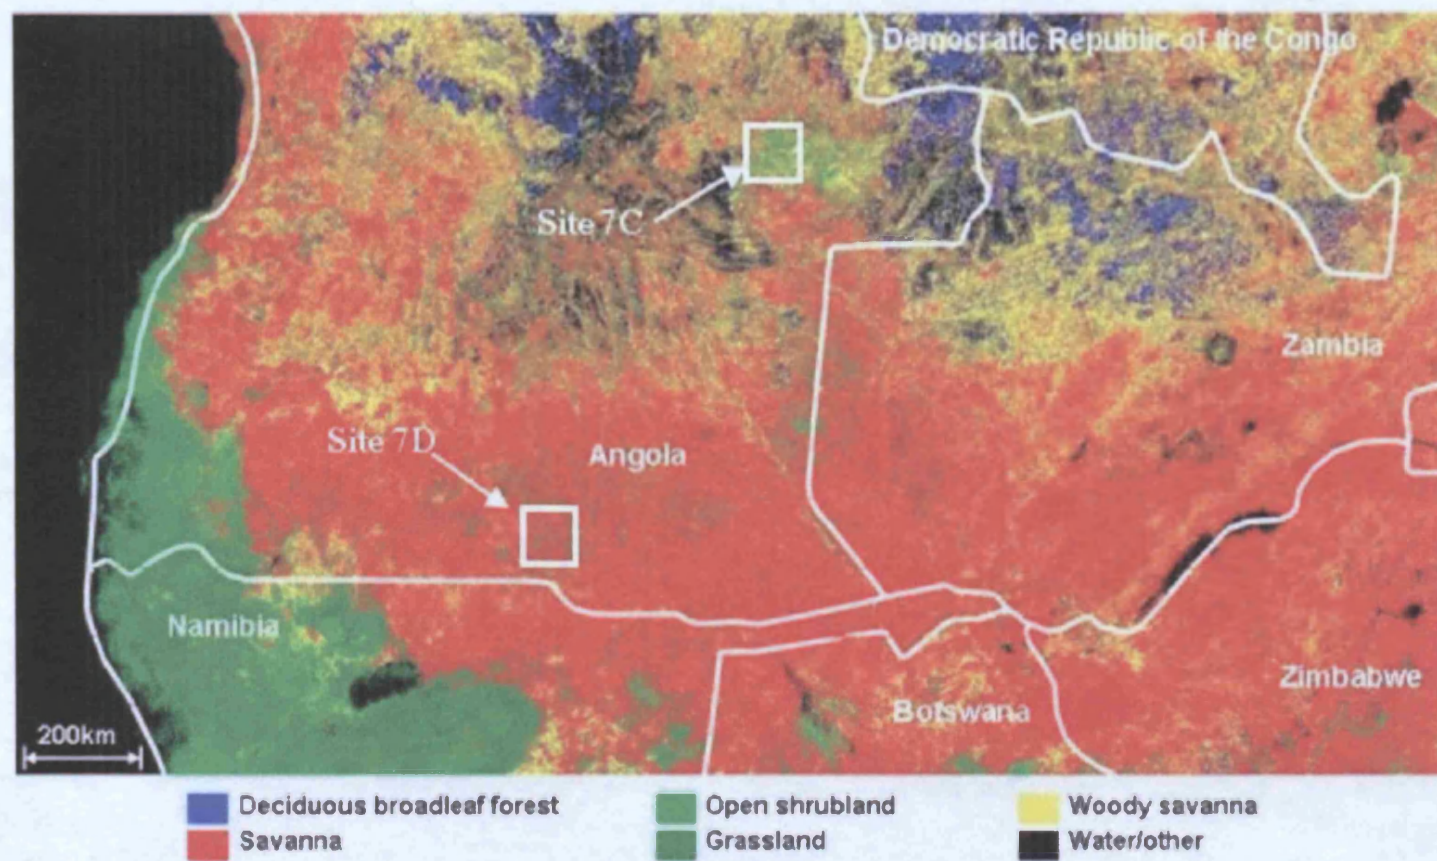 Democratic Republic of the Congo
Site 7C
Zambia
Site 7D
Angola
Namibia
Zimbabwe
Botswana
200km
Deciduous broadleaf forest
Open shrubland
Woody savanna
Savanna
Grassland
Water/other